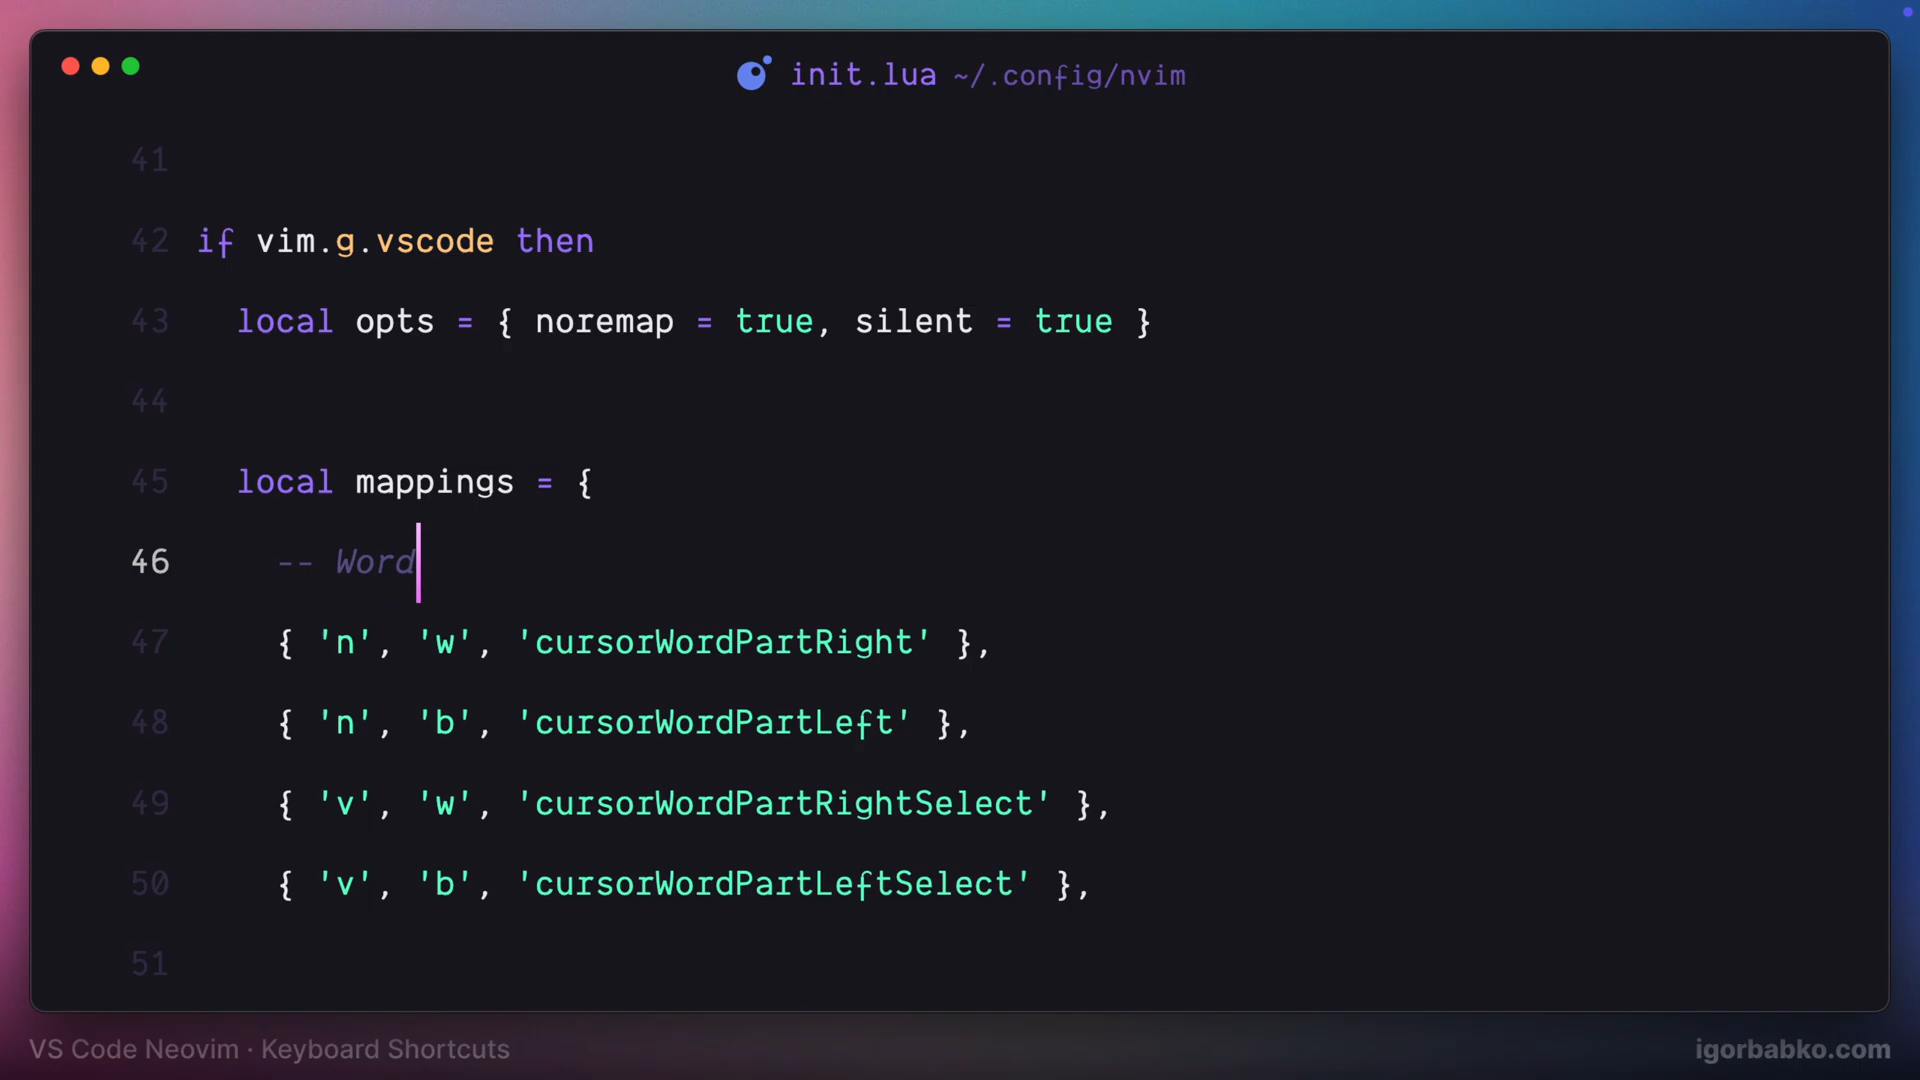 init.lua ~/.config/nvim
41
42 if vim.g.vscode then
43 local opts = { noremap = true, silent = true }
44
45 local mappings = {
46 -- Word
47 { 'n', 'w', 'cursorWordPartRight' },
48 { 'n', 'b', 'cursorWordPartLeft' },
49 { 'v', 'w', 'cursorWordPartRightSelect' },
50 { 'v', 'b', 'cursorWordPartLeftSelect' },
51
VS Code Neovim · Keyboard Shortcuts
igorbabko.com